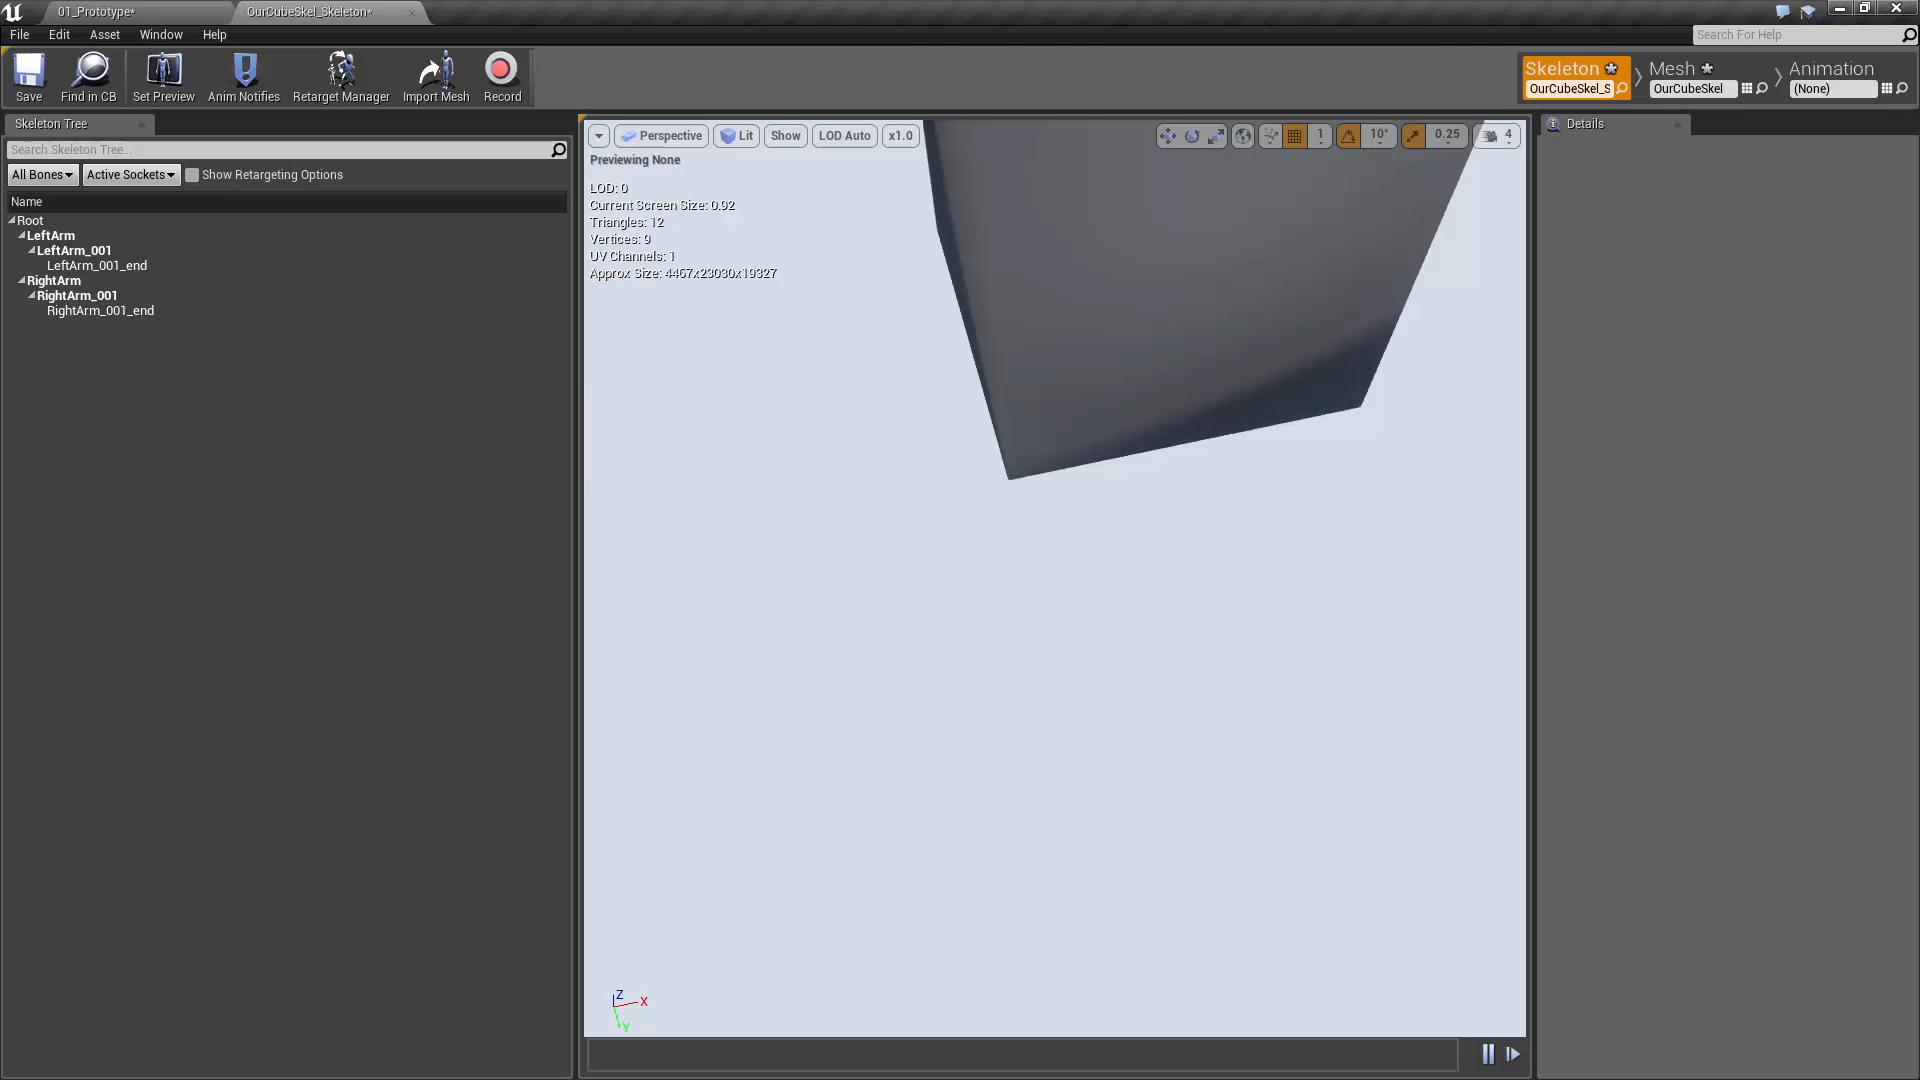 01_Prototype*
OurCubeSkel_Skeleton*
File Edit Asset Window Help
Search For Help
Save
Find in CB
Set Preview
Anim Notifies
Retarget Manager
Import Mesh
Record
Skeleton
OurCubeSkel_S
Mesh
OurCubeSkel
Animation
(None)
Skeleton Tree
Search Skeleton Tree...
All Bones
Active Sockets
Show Retargeting Options
Name
Root
LeftArm
LeftArm_001
LeftArm_001_end
RightArm
RightArm_001
RightArm_001_end
Perspective
Lit
Show
LOD Auto
x1.0
1
10°
0.25
4
Previewing None
LOD: 0
Current Screen Size: 0.92
Triangles: 12
Vertices: 9
UV Channels: 1
Approx Size: 4467x23030x19327
Z
X
Y
Details